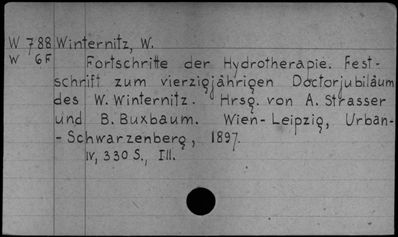 W 788 Winternitz, W.
W 6F Fortschritte der Hydrotherapie. Fest-
schrift zum vierzigjährigen Doctorjubiläum
des W. Winternitz. Hrsg. von A. Strasser
und B. Buxbaum. Wien-Leipzig, Urban-
-Schwarzenberg, 1897.
IV, 330 S., Ill.